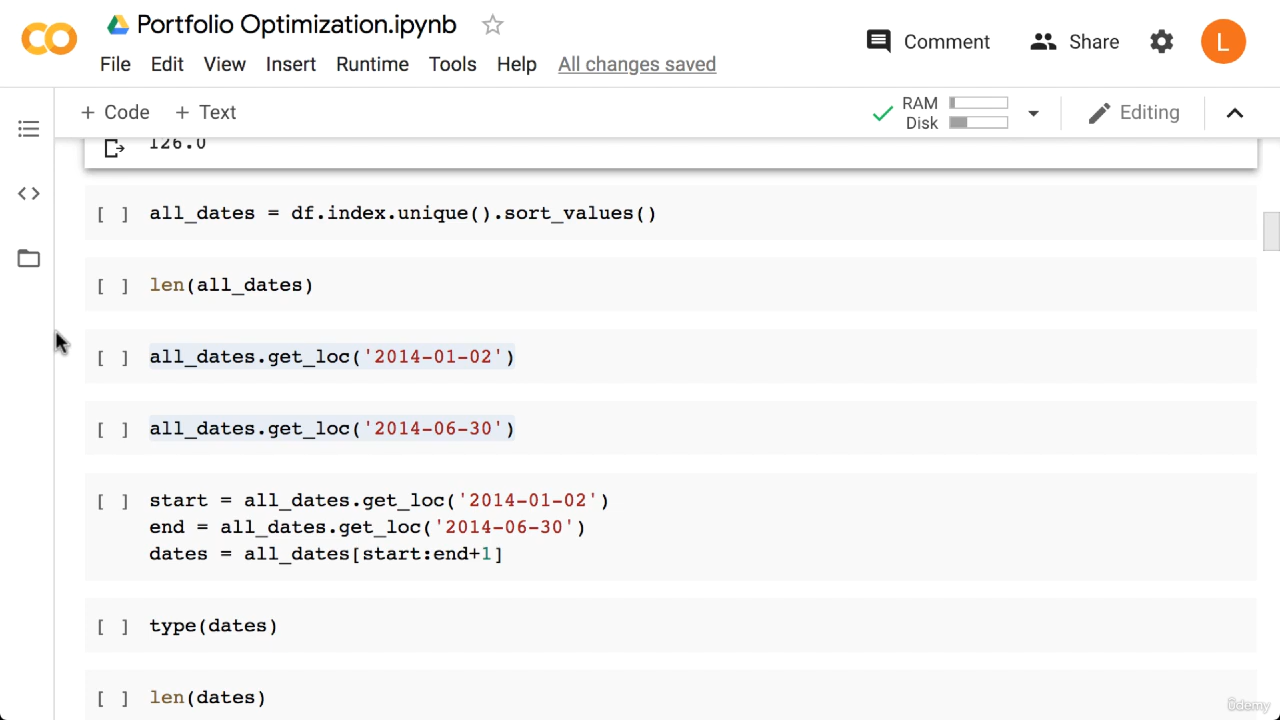 Portfolio Optimization.ipynb
Comment
Share
L
File Edit View Insert Runtime Tools Help All changes saved
+ Code + Text
RAM
Disk
Editing
126.0
[ ] all_dates = df.index.unique().sort_values()
[ ] len(all_dates)
[ ] all_dates.get_loc('2014-01-02')
[ ] all_dates.get_loc('2014-06-30')
[ ] start = all_dates.get_loc('2014-01-02')
end = all_dates.get_loc('2014-06-30')
dates = all_dates[start:end+1]
[ ] type(dates)
[ ] len(dates)
ûdemy